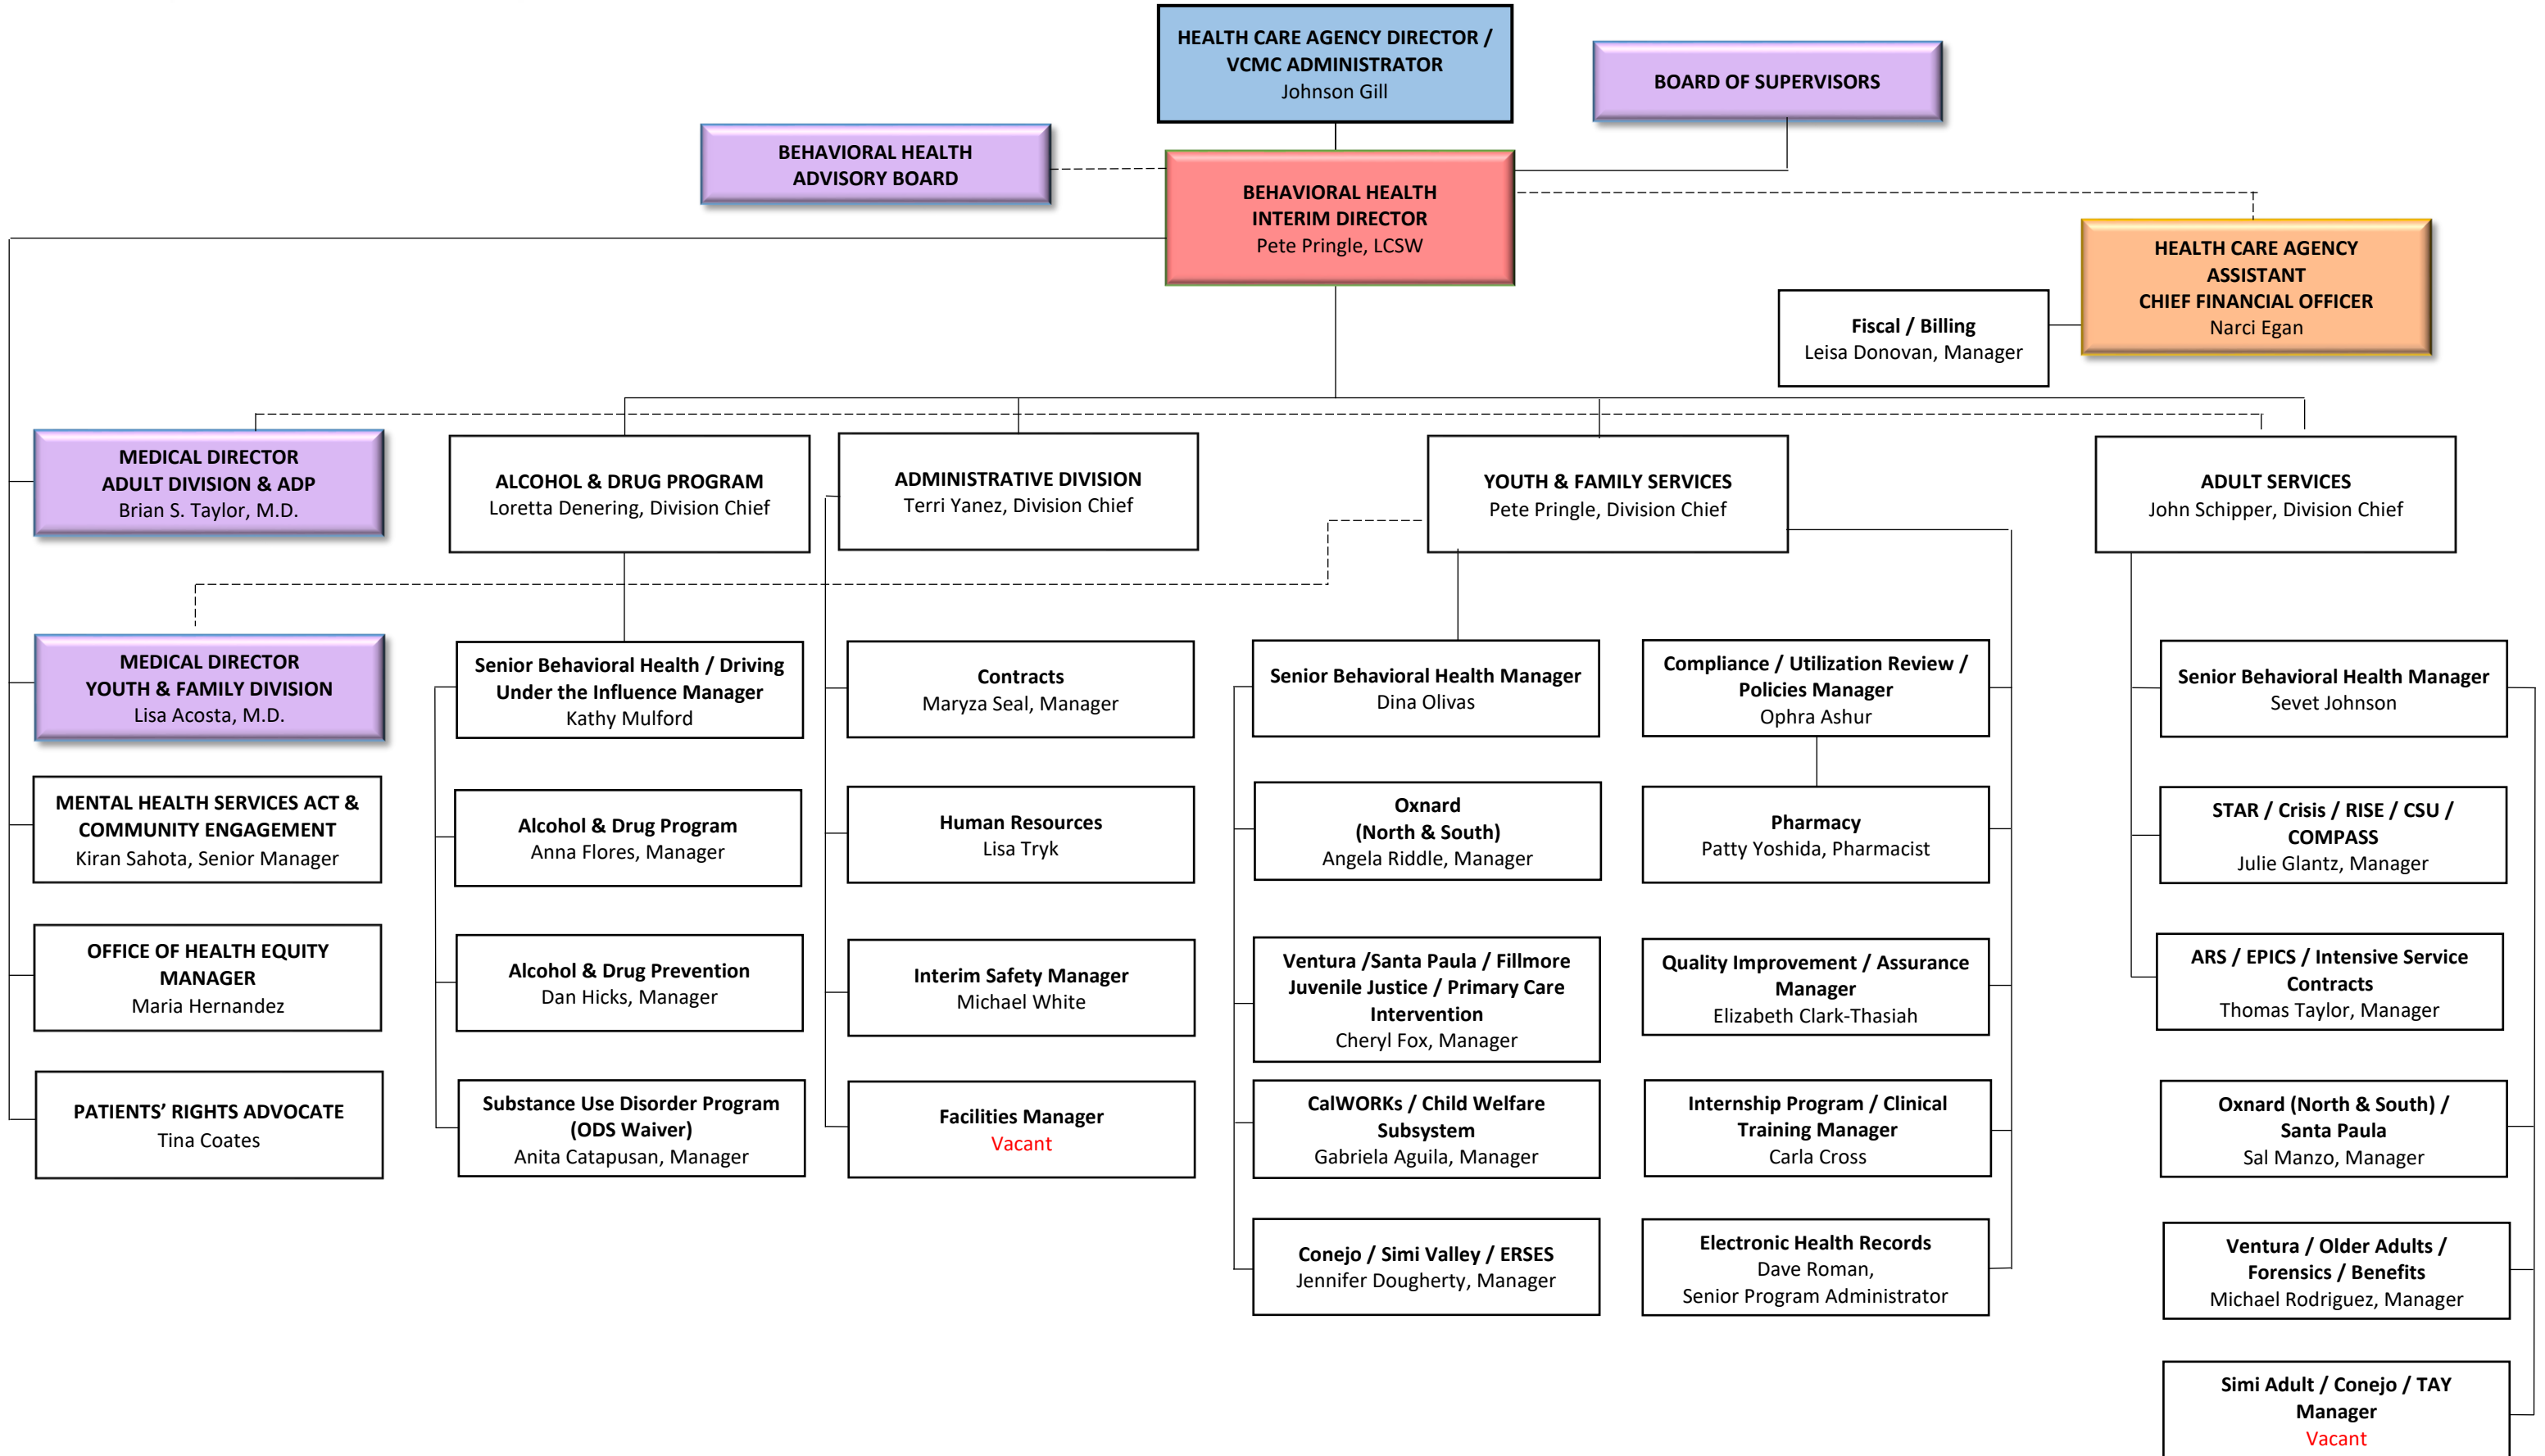 HEALTH CARE AGENCY DIRECTOR /
VCMC ADMINISTRATOR
Johnson Gill
BOARD OF SUPERVISORS
BEHAVIORAL HEALTH
ADVISORY BOARD
BEHAVIORAL HEALTH
INTERIM DIRECTOR
Pete Pringle, LCSW
HEALTH CARE AGENCY
ASSISTANT
CHIEF FINANCIAL OFFICER
Narci Egan
Fiscal / Billing
Leisa Donovan, Manager
MEDICAL DIRECTOR
ADULT DIVISION & ADP
Brian S. Taylor, M.D.
ALCOHOL & DRUG PROGRAM
Loretta Denering, Division Chief
ADMINISTRATIVE DIVISION
Terri Yanez, Division Chief
YOUTH & FAMILY SERVICES
Pete Pringle, Division Chief
ADULT SERVICES
John Schipper, Division Chief
MEDICAL DIRECTOR
YOUTH & FAMILY DIVISION
Lisa Acosta, M.D.
MENTAL HEALTH SERVICES ACT &
COMMUNITY ENGAGEMENT
Kiran Sahota, Senior Manager
OFFICE OF HEALTH EQUITY
MANAGER
Maria Hernandez
PATIENTS’ RIGHTS ADVOCATE
Tina Coates
Senior Behavioral Health / Driving
Under the Influence Manager
Kathy Mulford
Alcohol & Drug Program
Anna Flores, Manager
Alcohol & Drug Prevention
Dan Hicks, Manager
Substance Use Disorder Program
(ODS Waiver)
Anita Catapusan, Manager
Contracts
Maryza Seal, Manager
Human Resources
Lisa Tryk
Interim Safety Manager
Michael White
Facilities Manager
Vacant
Senior Behavioral Health Manager
Dina Olivas
Oxnard
(North & South)
Angela Riddle, Manager
Ventura /Santa Paula / Fillmore
Juvenile Justice / Primary Care
Intervention
Cheryl Fox, Manager
CalWORKs / Child Welfare
Subsystem
Gabriela Aguila, Manager
Conejo / Simi Valley / ERSES
Jennifer Dougherty, Manager
Compliance / Utilization Review /
Policies Manager
Ophra Ashur
Pharmacy
Patty Yoshida, Pharmacist
Quality Improvement / Assurance
Manager
Elizabeth Clark-Thasiah
Internship Program / Clinical
Training Manager
Carla Cross
Electronic Health Records
Dave Roman,
Senior Program Administrator
Senior Behavioral Health Manager
Sevet Johnson
STAR / Crisis / RISE / CSU /
COMPASS
Julie Glantz, Manager
ARS / EPICS / Intensive Service
Contracts
Thomas Taylor, Manager
Oxnard (North & South) /
Santa Paula
Sal Manzo, Manager
Ventura / Older Adults /
Forensics / Benefits
Michael Rodriguez, Manager
Simi Adult / Conejo / TAY
Manager
Vacant